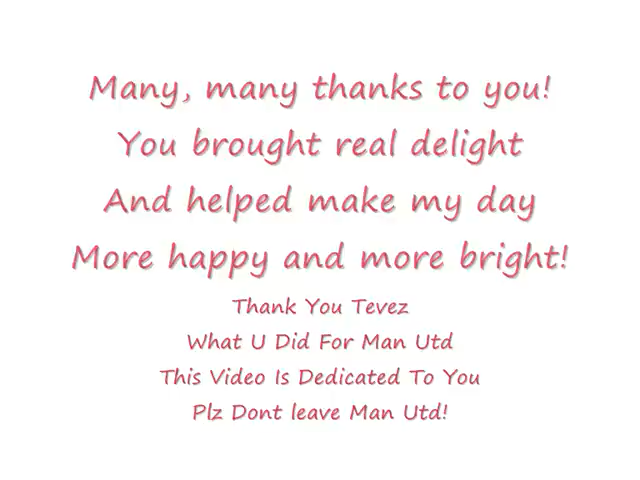 Many, many thanks to you!
You brought real delight
And helped make my day
More happy and more bright!
Thank You Tevez
What U Did For Man Utd
This Video Is Dedicated To You
Plz Dont leave Man Utd!